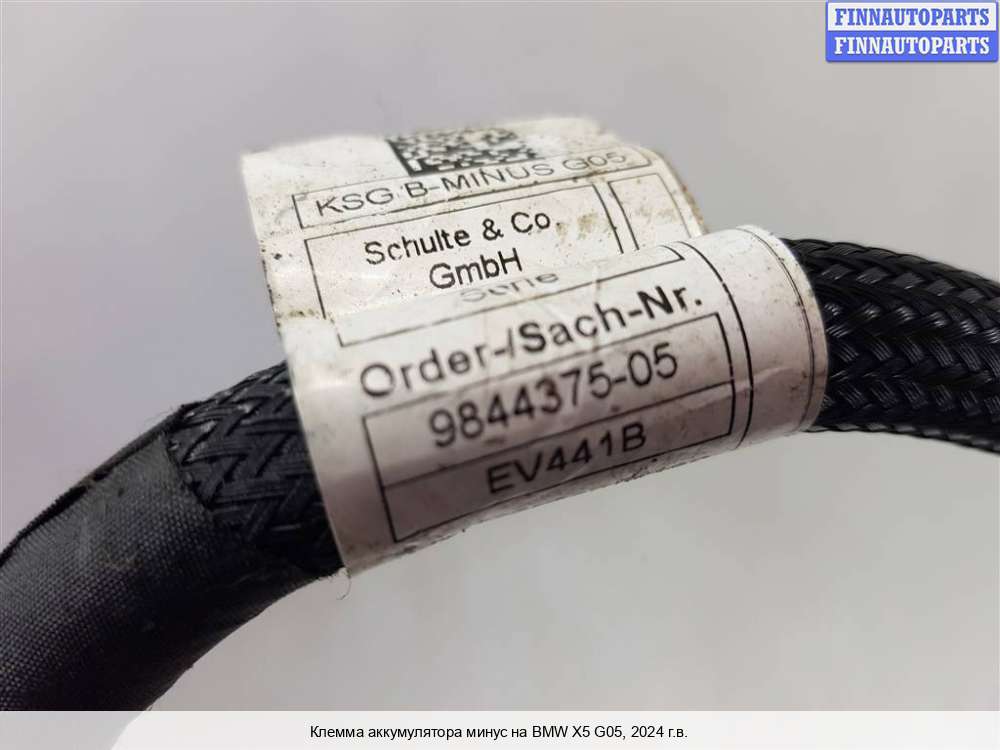 FINNAUTOPARTS
FINNAUTOPARTS
KSG B-MINUS G05
Schulte & Co.
GmbH
Order-/Sach-Nr.
9844375-05
EV441B
Клемма аккумулятора минус на BMW X5 G05, 2024 г.в.